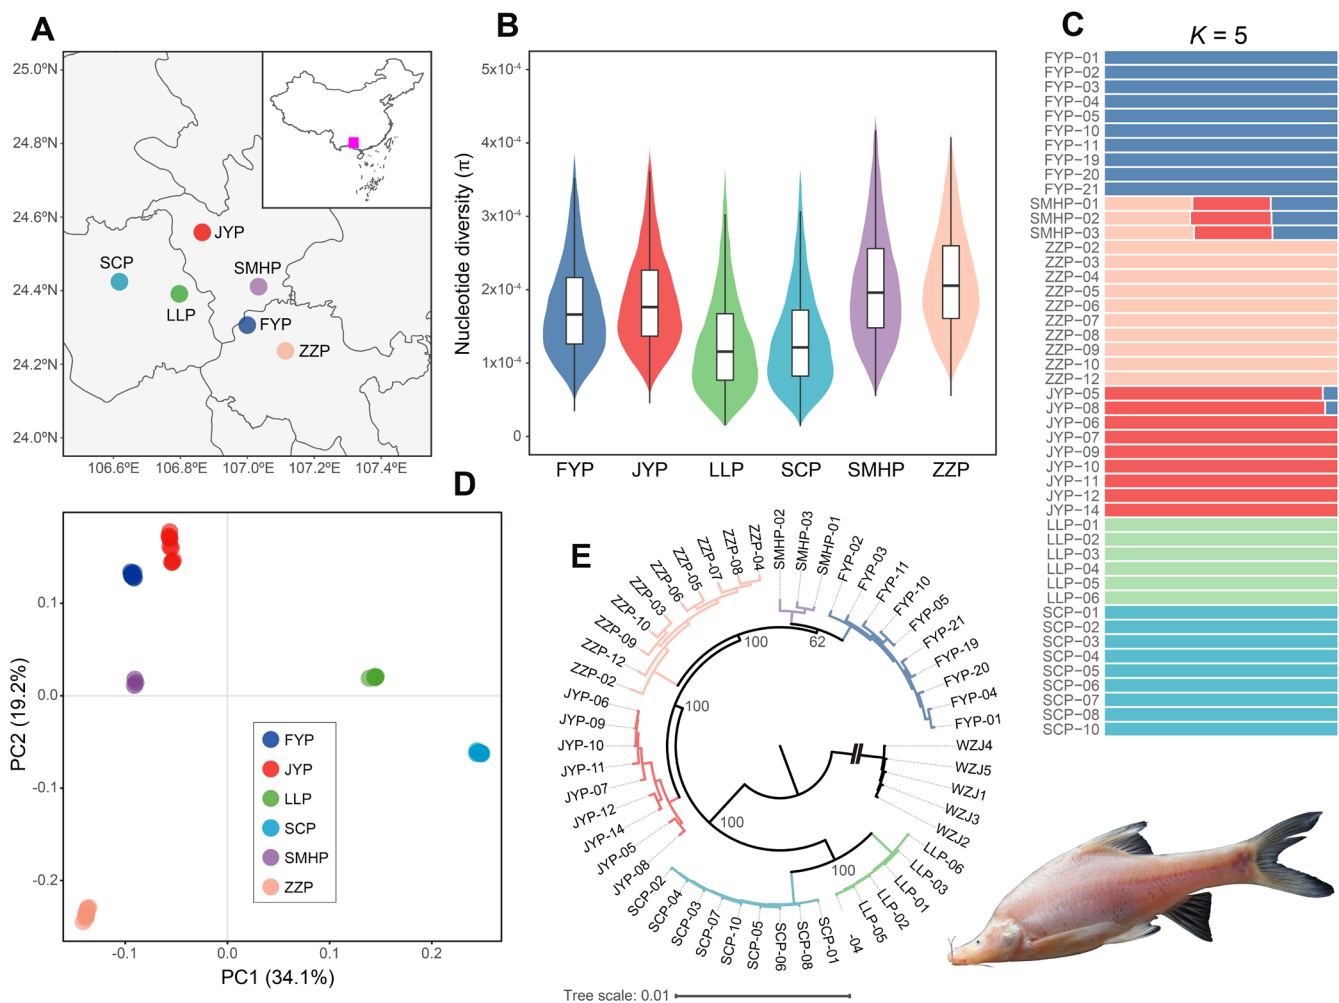 A
25.0°N
24.8°N
24.6°N
24.4°N
24.2°N
24.0°N
JYP
SCP
SMHP
LLP
FYP
ZZP
106.6°E
106.8°E
107.0°E
107.2°E
107.4°E
B
Nucleotide diversity (π)
5x10⁻⁴
4x10⁻⁴
3x10⁻⁴
2x10⁻⁴
1x10⁻⁴
0
FYP
JYP
LLP
SCP
SMHP
ZZP
C
K = 5
FYP−01
FYP−02
FYP−03
FYP−04
FYP−05
FYP−10
FYP−11
FYP−19
FYP−20
FYP−21
SMHP−01
SMHP−02
SMHP−03
ZZP−02
ZZP−03
ZZP−04
ZZP−05
ZZP−06
ZZP−07
ZZP−08
ZZP−09
ZZP−10
ZZP−12
JYP−05
JYP−08
JYP−06
JYP−07
JYP−09
JYP−10
JYP−11
JYP−12
JYP−14
LLP−01
LLP−02
LLP−03
LLP−04
LLP−05
LLP−06
SCP−01
SCP−02
SCP−03
SCP−04
SCP−05
SCP−06
SCP−07
SCP−08
SCP−10
D
PC2 (19.2%)
0.1
0.0
-0.1
-0.2
FYP
JYP
LLP
SCP
SMHP
ZZP
-0.1
0.0
0.1
0.2
PC1 (34.1%)
E
SMHP-02
SMHP-03
SMHP-01
FYP-02
FYP-03
FYP-11
FYP-10
FYP-05
FYP-21
FYP-19
FYP-20
FYP-04
FYP-01
WZJ4
WZJ5
WZJ1
WZJ3
WZJ2
LLP-06
LLP-03
LLP-01
LLP-02
LLP-05
-04
SCP-01
SCP-08
SCP-06
SCP-05
SCP-10
SCP-07
SCP-03
SCP-04
SCP-02
JYP-08
JYP-05
JYP-14
JYP-12
JYP-07
JYP-11
JYP-10
JYP-09
JYP-06
ZZP-02
ZZP-12
ZZP-09
ZZP-10
ZZP-03
ZZP-06
ZZP-05
ZZP-07
ZZP-08
ZZP-04
100
62
100
100
100
Tree scale: 0.01